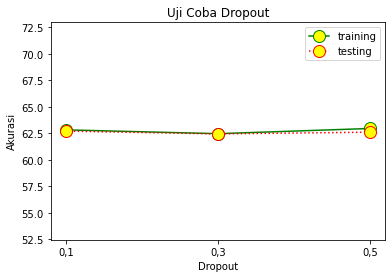 Uji Coba Dropout
training
testing
72.5
70.0
67.5
65.0
62.5
60.0
57.5
55.0
52.5
Akurasi
0,1
0,3
0,5
Dropout